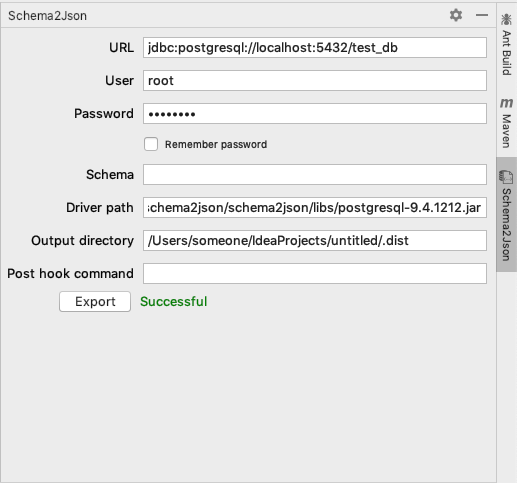 Schema2Json
URL jdbc:postgresql://localhost:5432/test_db
User root
Password ••••••••
Remember password
Schema
Driver path schema2json/schema2json/libs/postgresql-9.4.1212.jar
Output directory /Users/someone/IdeaProjects/untitled/.dist
Post hook command
Export Successful
Ant Build
m Maven
Schema2Json